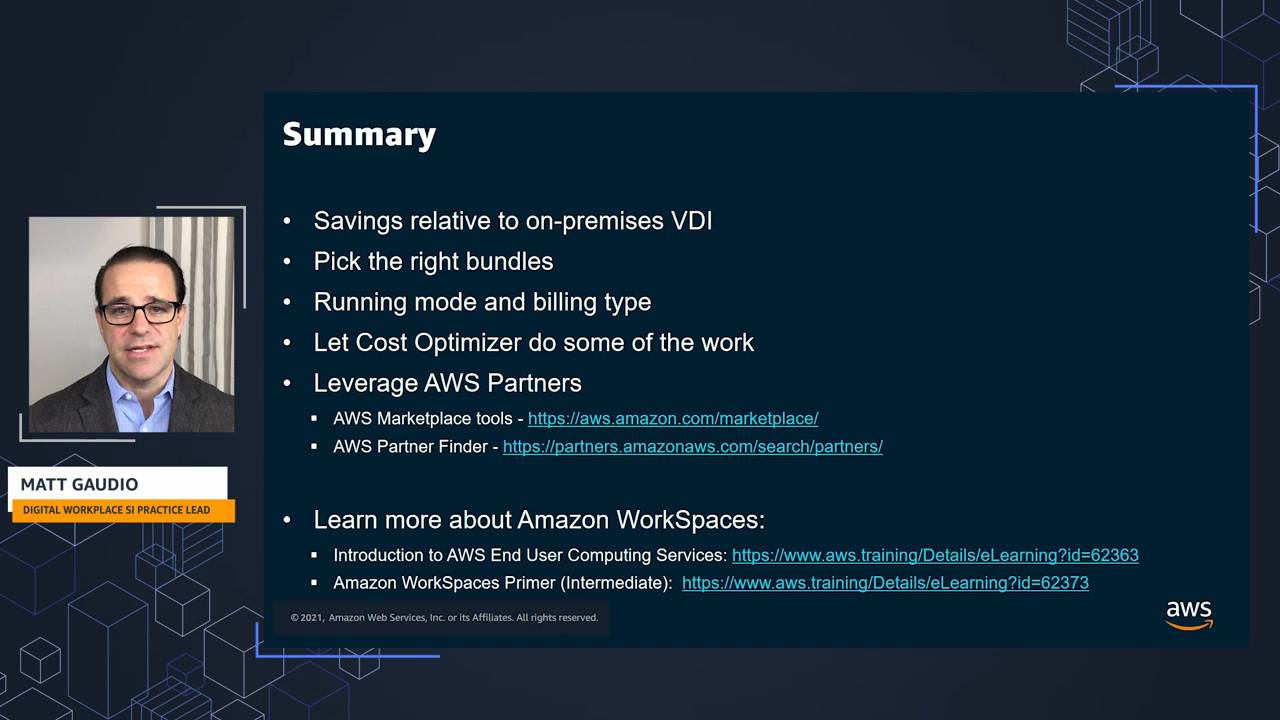 Summary
• Savings relative to on-premises VDI
• Pick the right bundles
• Running mode and billing type
• Let Cost Optimizer do some of the work
• Leverage AWS Partners
▪ AWS Marketplace tools - https://aws.amazon.com/marketplace/
▪ AWS Partner Finder - https://partners.amazonaws.com/search/partners/
• Learn more about Amazon WorkSpaces:
▪ Introduction to AWS End User Computing Services: https://www.aws.training/Details/eLearning?id=62363
▪ Amazon WorkSpaces Primer (Intermediate): https://www.aws.training/Details/eLearning?id=62373
© 2021, Amazon Web Services, Inc. or its Affiliates. All rights reserved.
aws
MATT GAUDIO
DIGITAL WORKPLACE SI PRACTICE LEAD